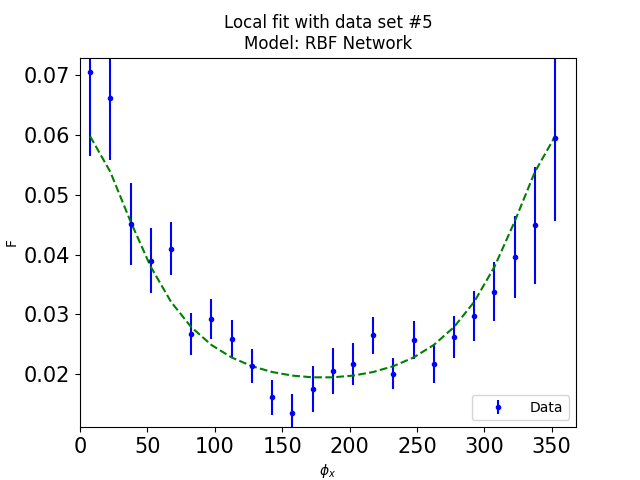 Local fit with data set #5
Model: RBF Network
0.07
0.06
0.05
0.04
0.03
0.02
F
0 50 100 150 200 250 300 350
ϕx
Data